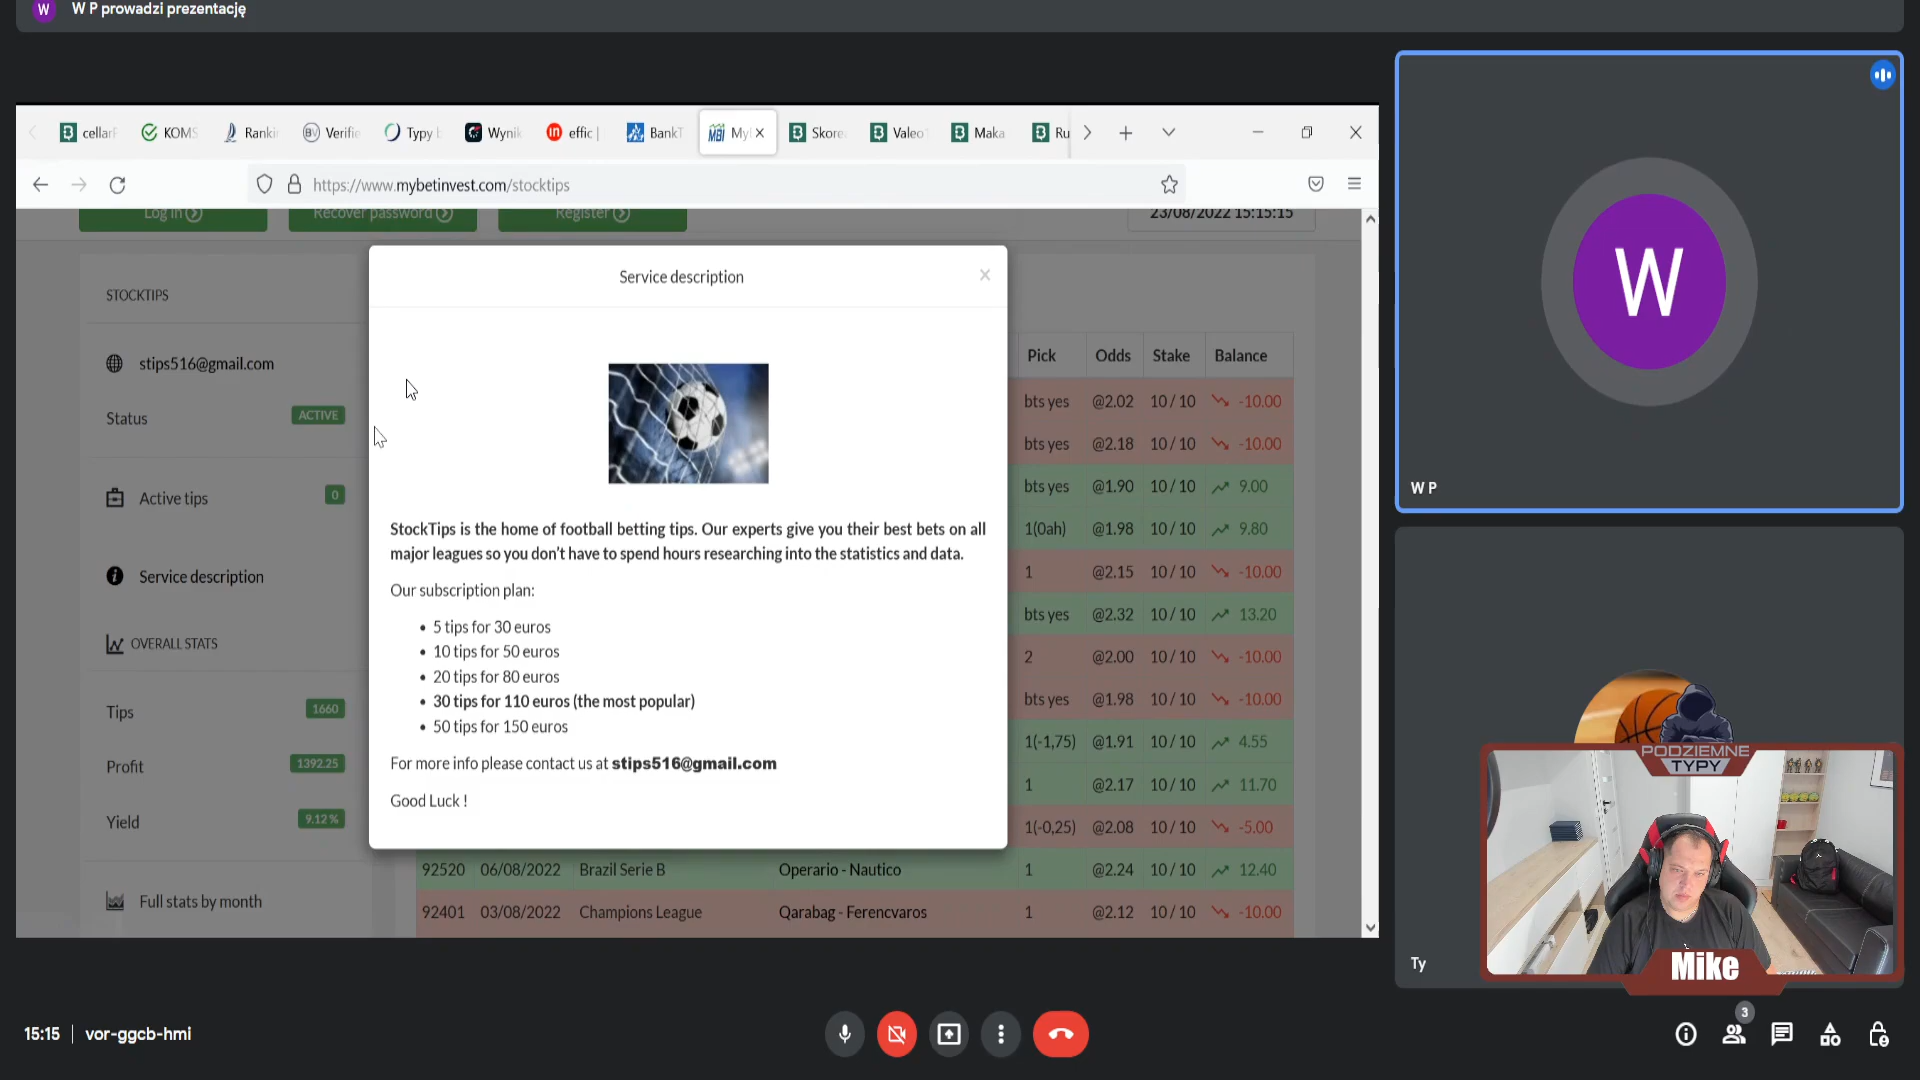 W
W P prowadzi prezentację
cellarF
KOMS
Rankin
BV
Verifie
Typy b
Wynik
in
effic |
BankT
MBI
MyB
Skore
Valeo
Maka
Ru
https://www.mybetinvest.com/stocktips
Log in
Recover password
Register
23/08/2022 15:15:15
Service description
STOCKTIPS
stips516@gmail.com
Status
ACTIVE
Active tips
0
Service description
OVERALL STATS
Tips
1660
Profit
1392.25
Yield
9.12 %
Full stats by month
StockTips is the home of football betting tips. Our experts give you their best bets on all
major leagues so you don't have to spend hours researching into the statistics and data.
Our subscription plan:
• 5 tips for 30 euros
• 10 tips for 50 euros
• 20 tips for 80 euros
• 30 tips for 110 euros (the most popular)
• 50 tips for 150 euros
For more info please contact us at stips516@gmail.com
Good Luck !
Pick Odds Stake Balance
bts yes @2.02 10 / 10 -10.00
bts yes @2.18 10 / 10 -10.00
bts yes @1.90 10 / 10 9.00
1(0ah) @1.98 10 / 10 9.80
1 @2.15 10 / 10 -10.00
bts yes @2.32 10 / 10 13.20
2 @2.00 10 / 10 -10.00
bts yes @1.98 10 / 10 -10.00
1(-1,75) @1.91 10 / 10 4.55
1 @2.17 10 / 10 11.70
1(-0,25) @2.08 10 / 10 -5.00
92520 06/08/2022 Brazil Serie B Operario - Nautico 1 @2.24 10 / 10 12.40
92401 03/08/2022 Champions League Qarabag - Ferencvaros 1 @2.12 10 / 10 -10.00
W
W P
PODZIEMNE
TYPY
Ty
Mike
15:15 | vor-ggcb-hmi
3